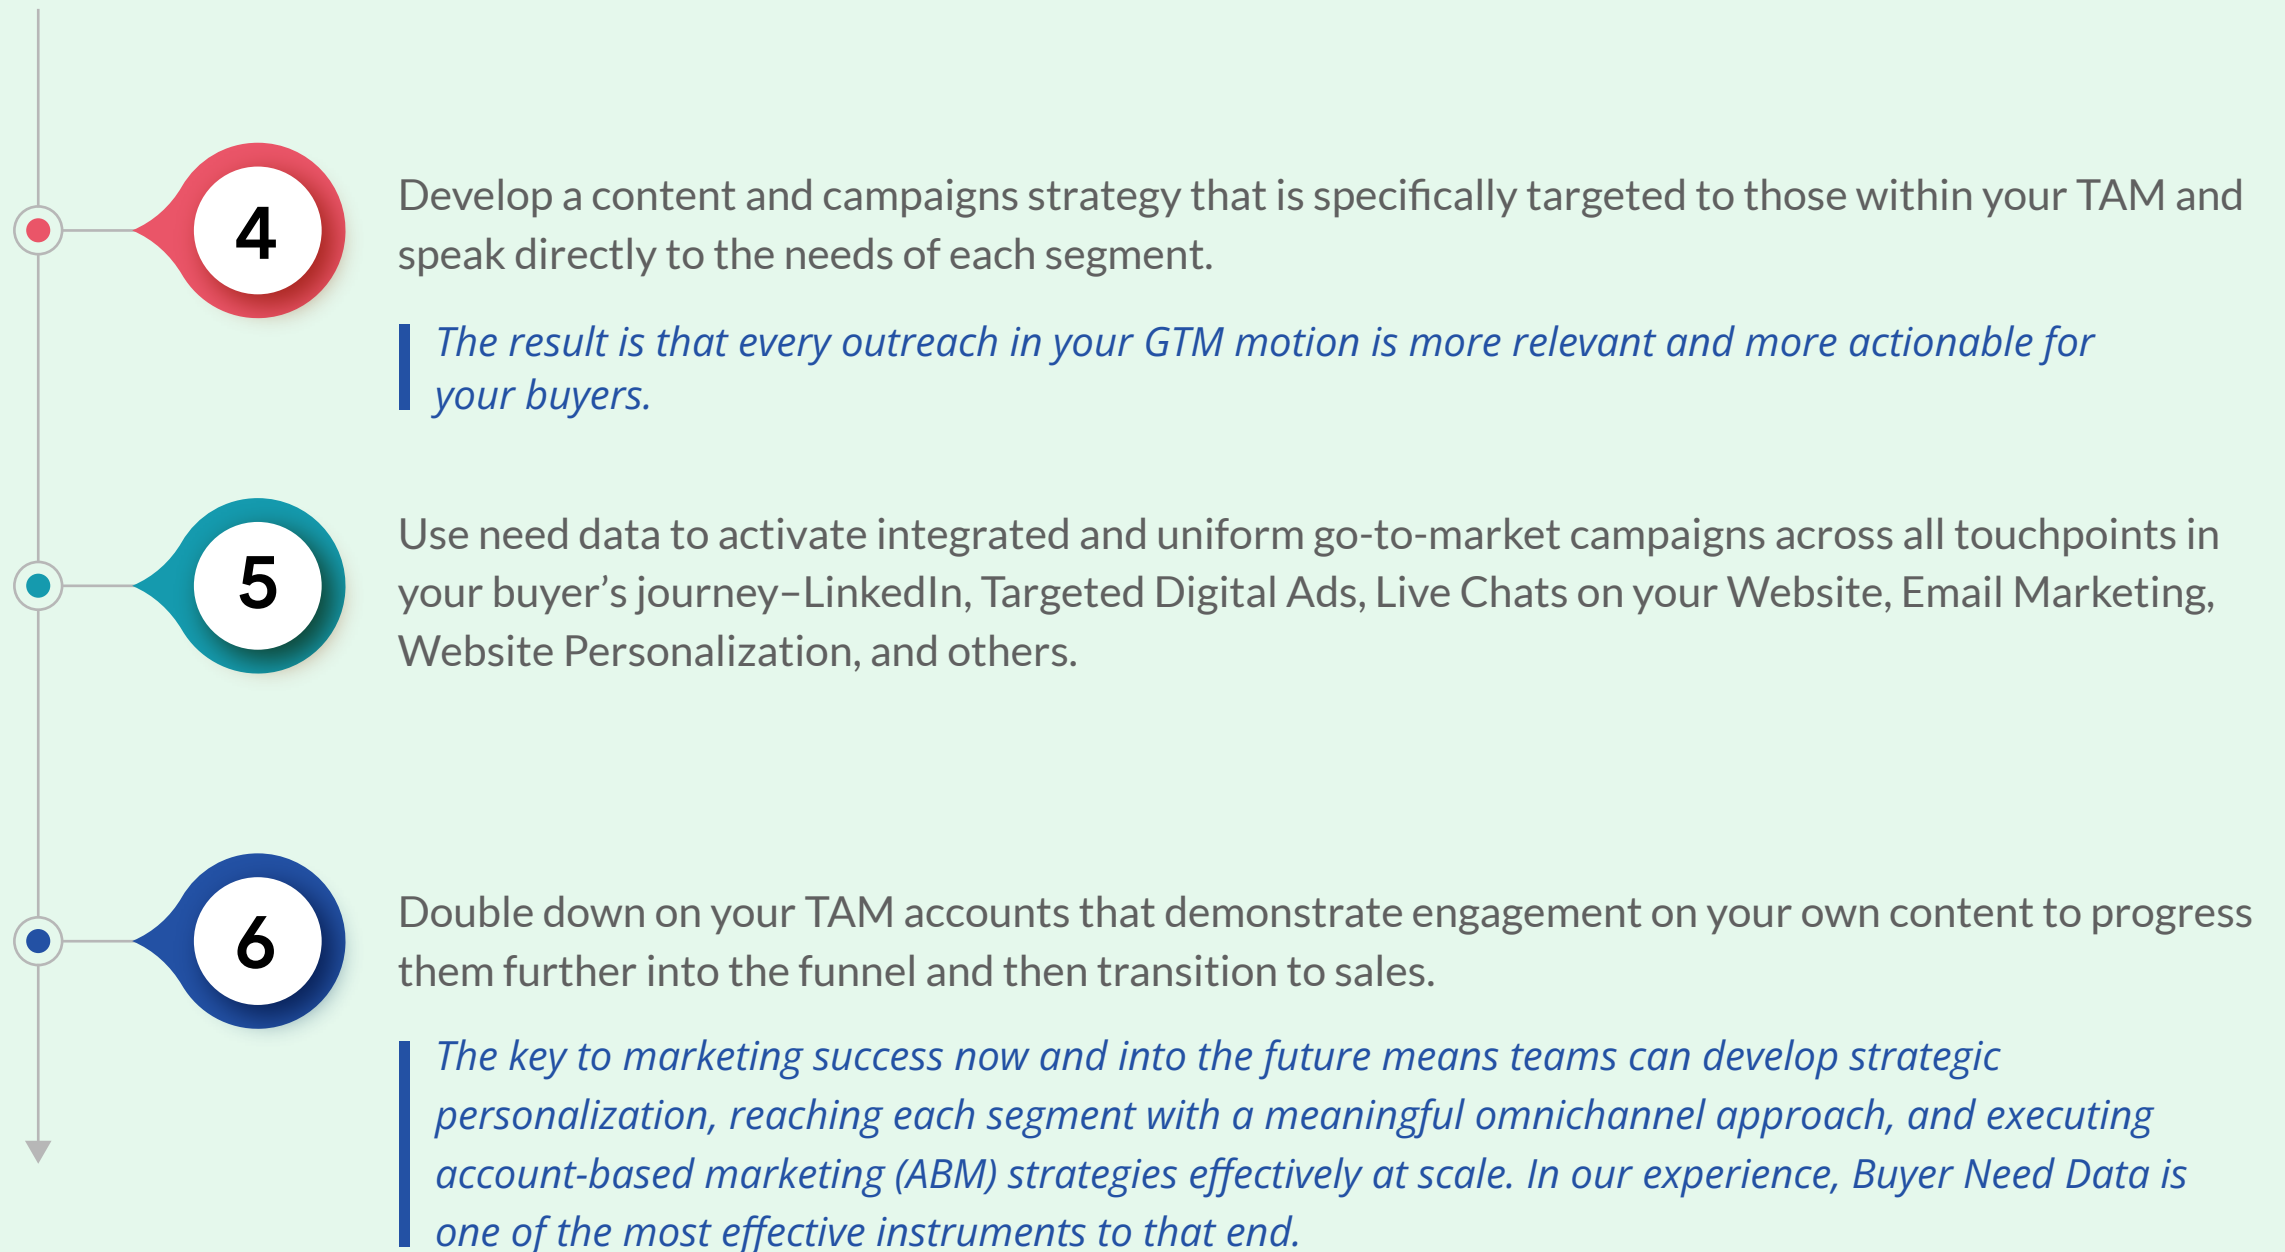 4
Develop a content and campaigns strategy that is specifically targeted to those within your TAM and
speak directly to the needs of each segment.
The result is that every outreach in your GTM motion is more relevant and more actionable for
your buyers.
5
Use need data to activate integrated and uniform go-to-market campaigns across all touchpoints in
your buyer’s journey–LinkedIn, Targeted Digital Ads, Live Chats on your Website, Email Marketing,
Website Personalization, and others.
6
Double down on your TAM accounts that demonstrate engagement on your own content to progress
them further into the funnel and then transition to sales.
The key to marketing success now and into the future means teams can develop strategic
personalization, reaching each segment with a meaningful omnichannel approach, and executing
account-based marketing (ABM) strategies effectively at scale. In our experience, Buyer Need Data is
one of the most effective instruments to that end.